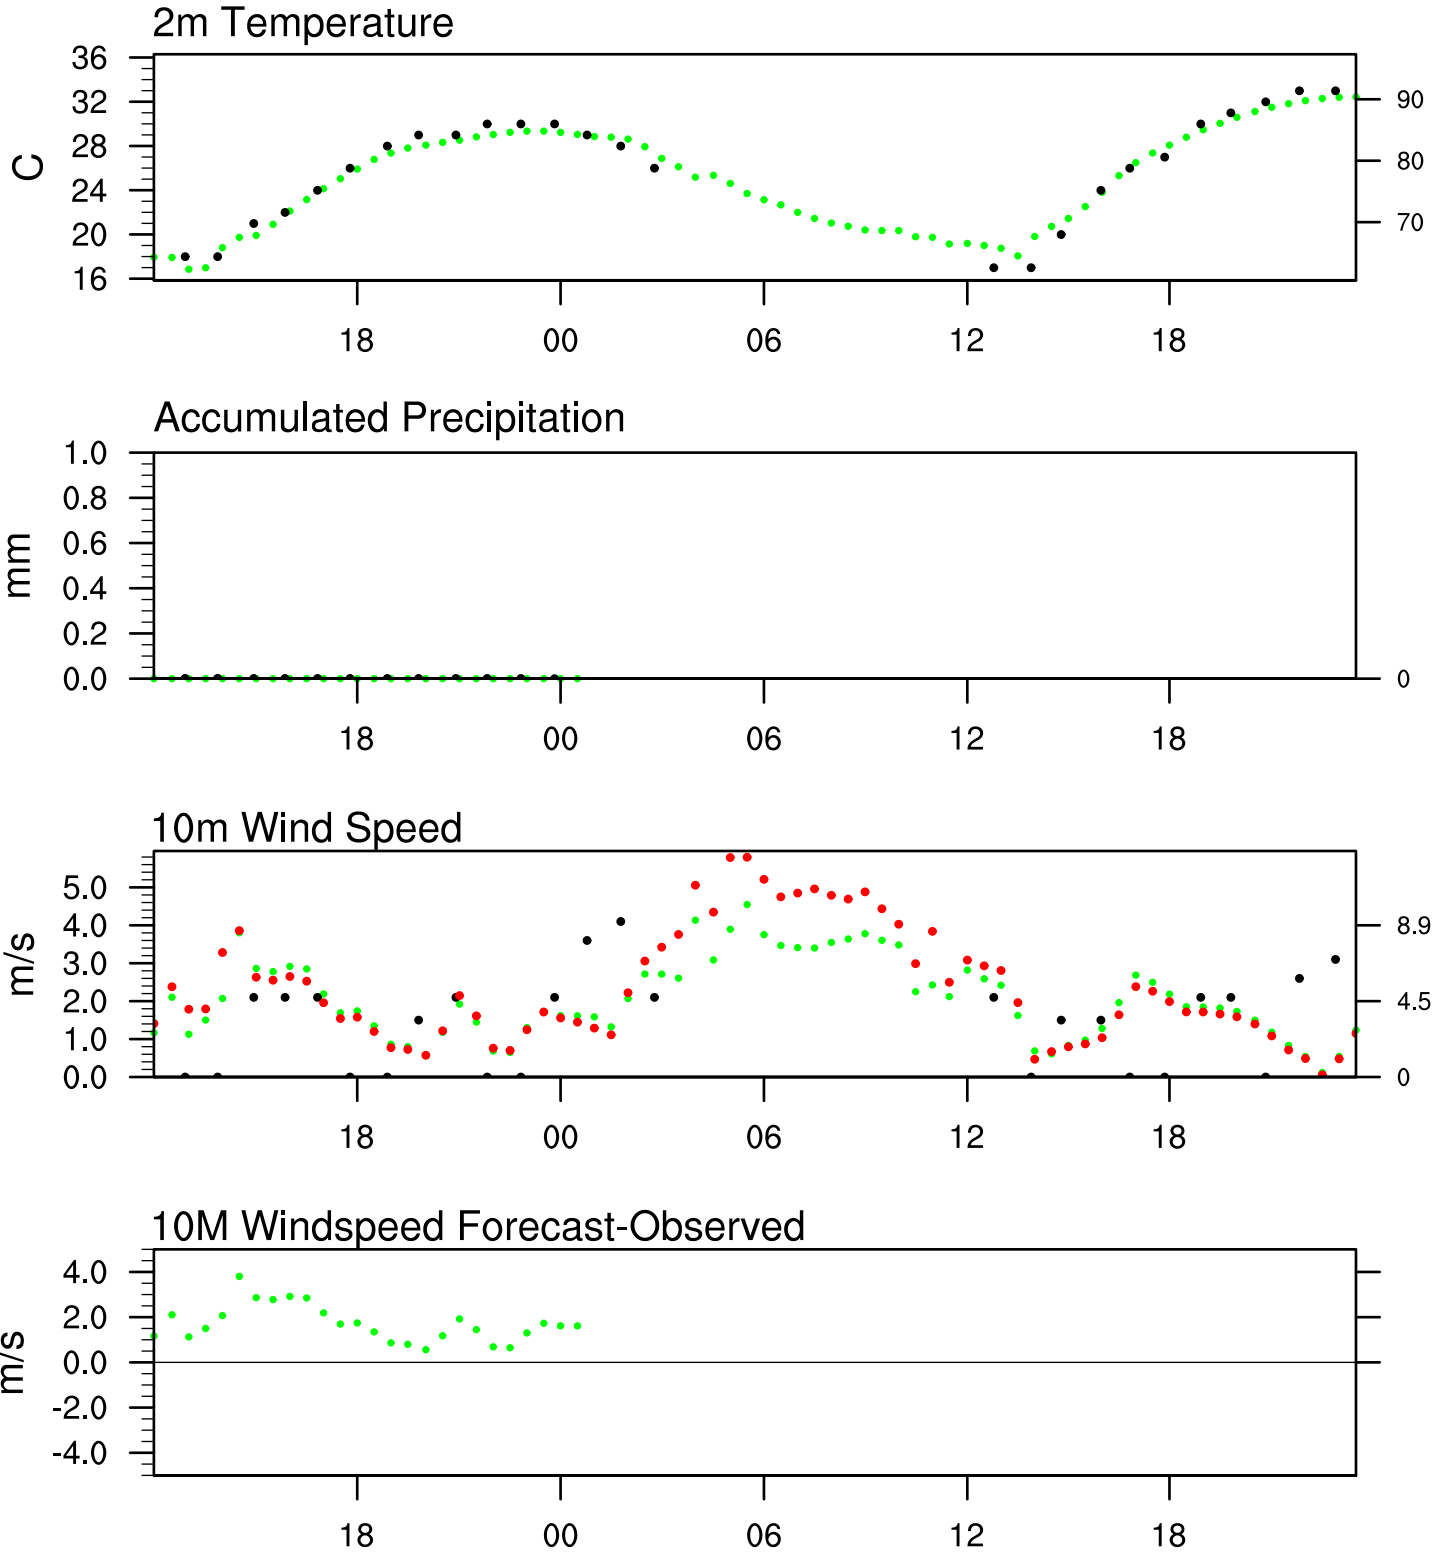 2m Temperature
36
32
28
24
20
16
C
90
80
70
18 00 06 12 18
Accumulated Precipitation
1.0
0.8
0.6
0.4
0.2
0.0
mm
0
18 00 06 12 18
10m Wind Speed
5.0
4.0
3.0
2.0
1.0
0.0
m/s
8.9
4.5
0
18 00 06 12 18
10M Windspeed Forecast-Observed
4.0
2.0
0.0
-2.0
-4.0
m/s
18 00 06 12 18